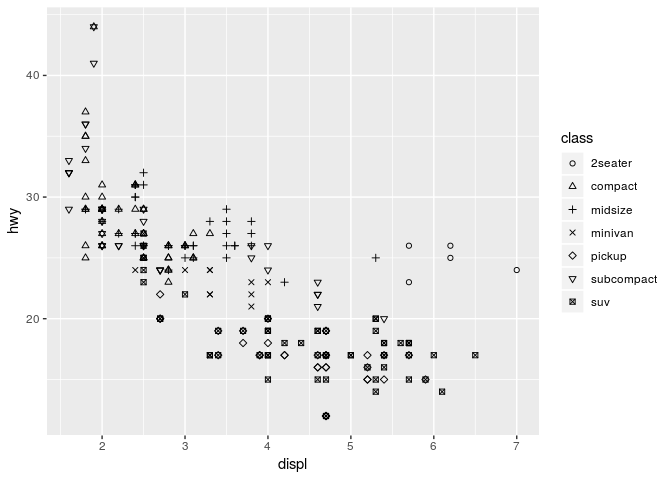 40
30
20
hwy
2 3 4 5 6 7
displ
class
2seater
compact
midsize
minivan
pickup
subcompact
suv